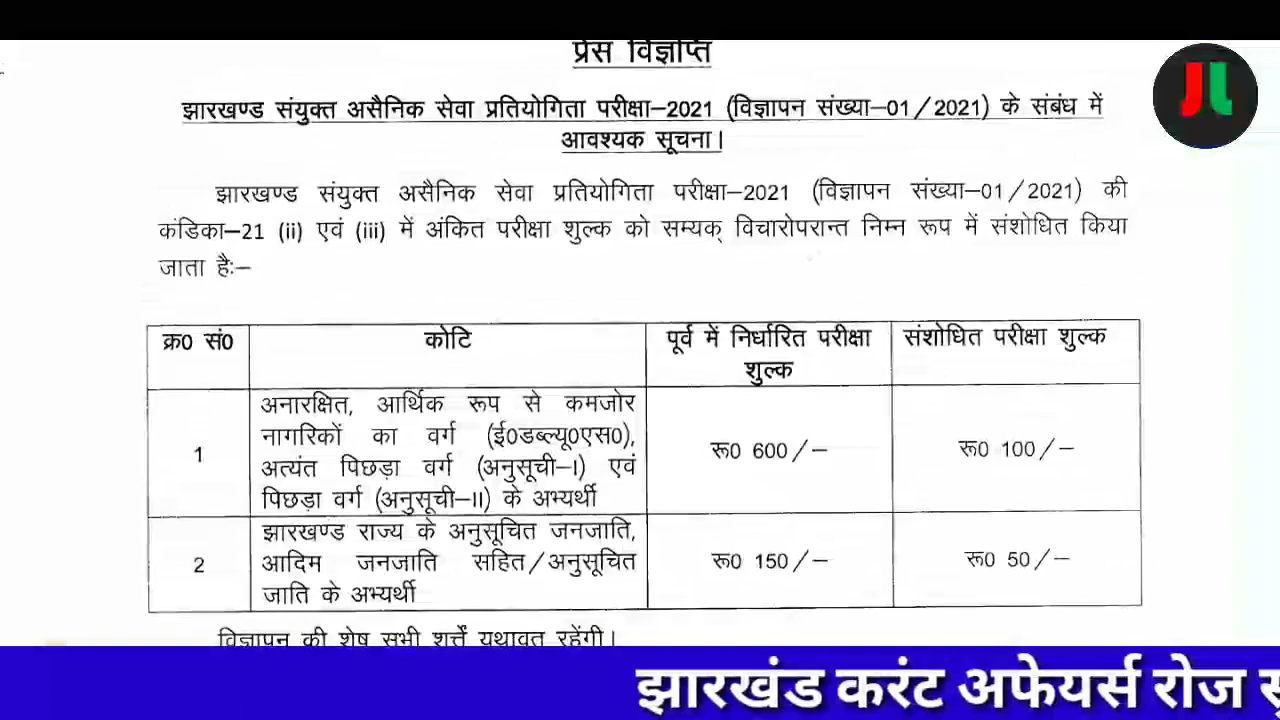 प्रेस विज्ञप्ति
झारखण्ड संयुक्त असैनिक सेवा प्रतियोगिता परीक्षा–2021 (विज्ञापन संख्या–01/2021) के संबंध में
आवश्यक सूचना।
झारखण्ड संयुक्त असैनिक सेवा प्रतियोगिता परीक्षा–2021 (विज्ञापन संख्या–01/2021) की
कंडिका–21 (ii) एवं (iii) में अंकित परीक्षा शुल्क को सम्यक् विचारोपरान्त निम्न रूप में संशोधित किया
जाता है:–
क्र0 सं0 कोटि पूर्व में निर्धारित परीक्षा शुल्क संशोधित परीक्षा शुल्क
1
अनारक्षित, आर्थिक रूप से कमजोर
नागरिकों का वर्ग (ई0डब्ल्यू0एस0),
अत्यंत पिछड़ा वर्ग (अनुसूची–I) एवं
पिछड़ा वर्ग (अनुसूची–II) के अभ्यर्थी
रू0 600/–
रू0 100/–
2
झारखण्ड राज्य के अनुसूचित जनजाति,
आदिम जनजाति सहित/अनुसूचित
जाति के अभ्यर्थी
रू0 150/–
रू0 50/–
विज्ञापन की शेष सभी शर्त्तें यथावत रहेंगी।
झारखंड करंट अफेयर्स रोज